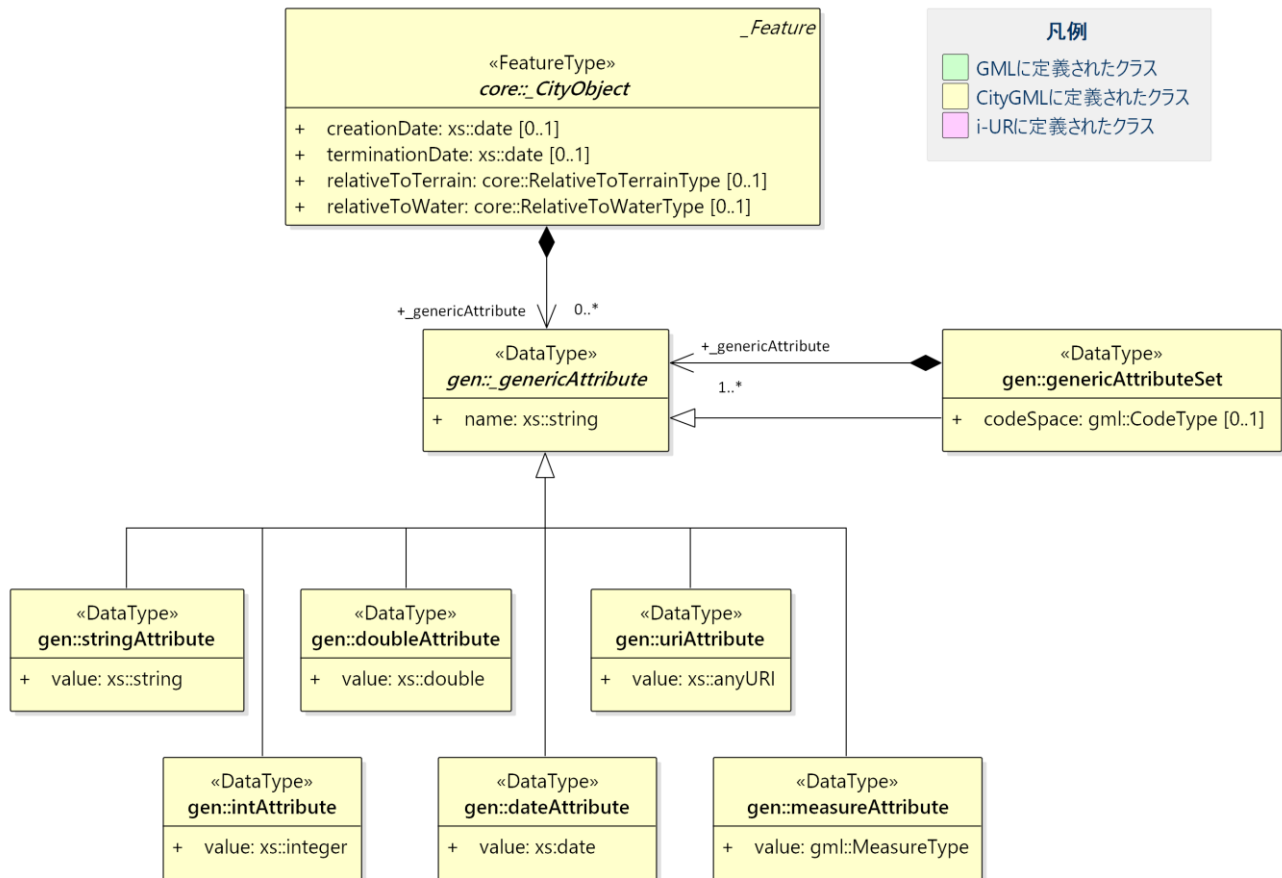 _Feature
«FeatureType»
core::_CityObject
+ creationDate: xs::date [0..1]
+ terminationDate: xs::date [0..1]
+ relativeToTerrain: core::RelativeToTerrainType [0..1]
+ relativeToWater: core::RelativeToWaterType [0..1]
凡例
GMLに定義されたクラス
CityGMLに定義されたクラス
i-URに定義されたクラス
+_genericAttribute 0..*
«DataType»
gen::_genericAttribute
+ name: xs::string
+_genericAttribute
1..*
«DataType»
gen::genericAttributeSet
+ codeSpace: gml::CodeType [0..1]
«DataType»
gen::stringAttribute
+ value: xs::string
«DataType»
gen::doubleAttribute
+ value: xs::double
«DataType»
gen::uriAttribute
+ value: xs::anyURI
«DataType»
gen::intAttribute
+ value: xs::integer
«DataType»
gen::dateAttribute
+ value: xs:date
«DataType»
gen::measureAttribute
+ value: gml::MeasureType